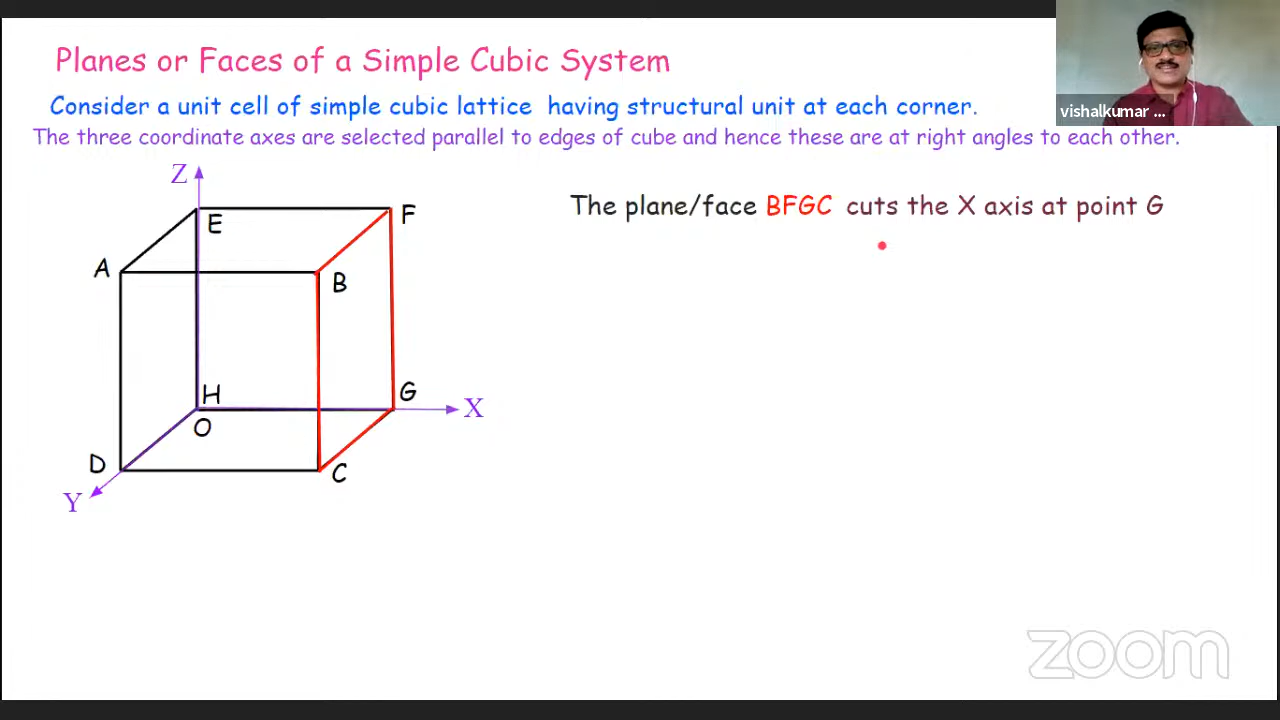 Planes or Faces of a Simple Cubic System
Consider a unit cell of simple cubic lattice having structural unit at each corner.
vishalkumar ...
The three coordinate axes are selected parallel to edges of cube and hence these are at right angles to each other.
Z
The plane/face BFGC cuts the X axis at point G
E
F
A
B
H
G
X
O
D
C
Y
zoom